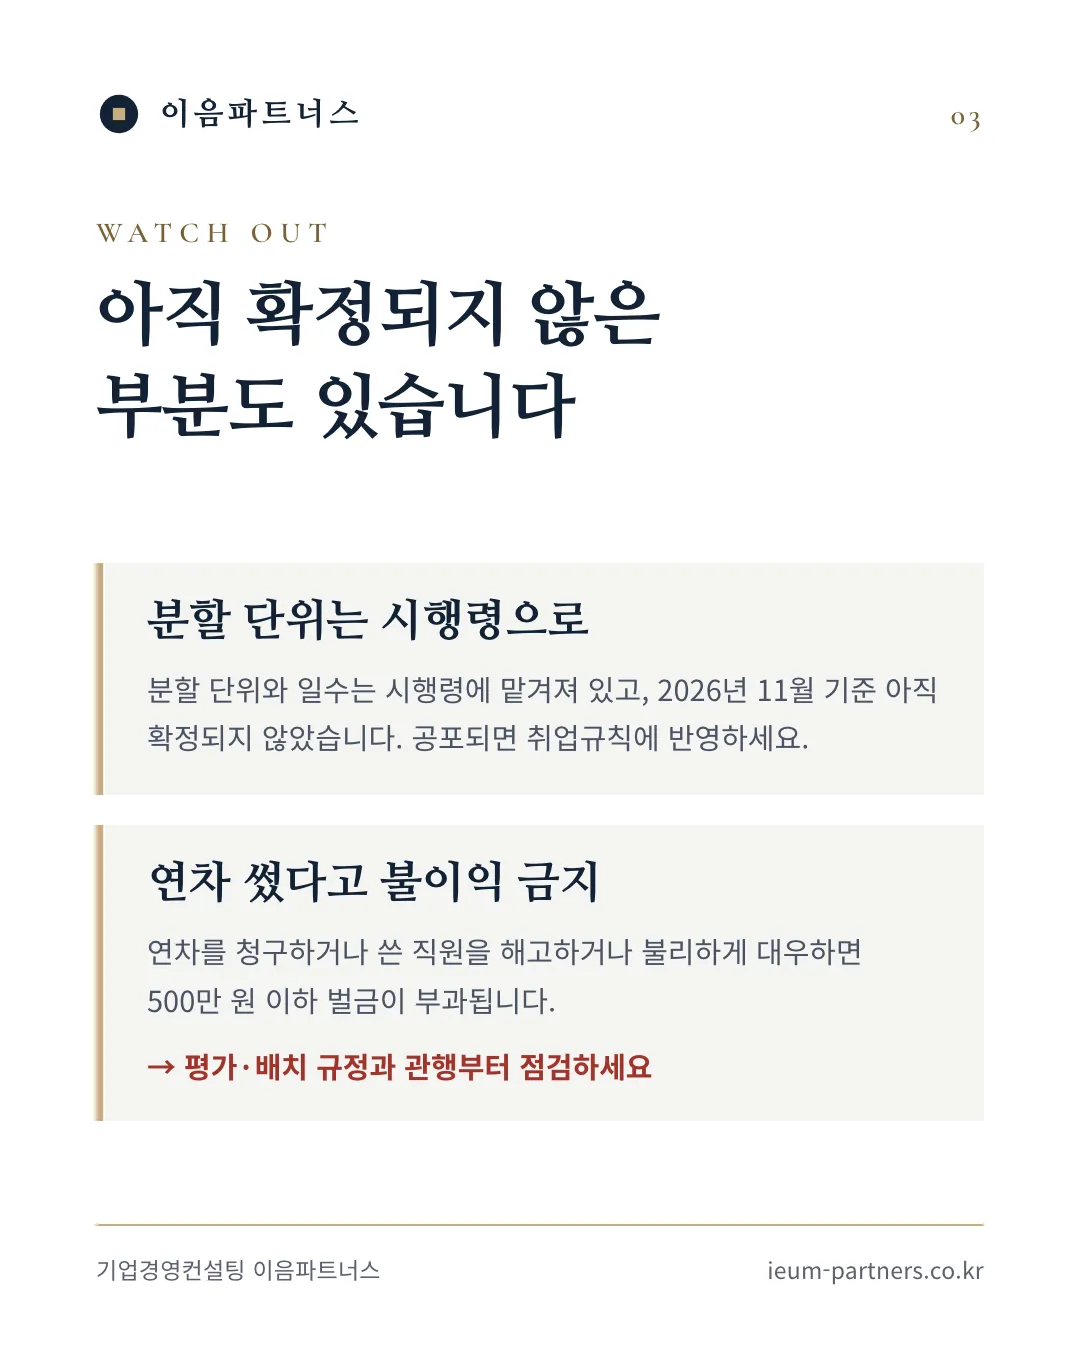 이음파트너스
03
WATCH OUT
아직 확정되지 않은
부분도 있습니다
분할 단위는 시행령으로
분할 단위와 일수는 시행령에 맡겨져 있고, 2026년 11월 기준 아직
확정되지 않았습니다. 공포되면 취업규칙에 반영하세요.
연차 썼다고 불이익 금지
연차를 청구하거나 쓴 직원을 해고하거나 불리하게 대우하면
500만 원 이하 벌금이 부과됩니다.
→ 평가·배치 규정과 관행부터 점검하세요
기업경영컨설팅 이음파트너스
ieum-partners.co.kr